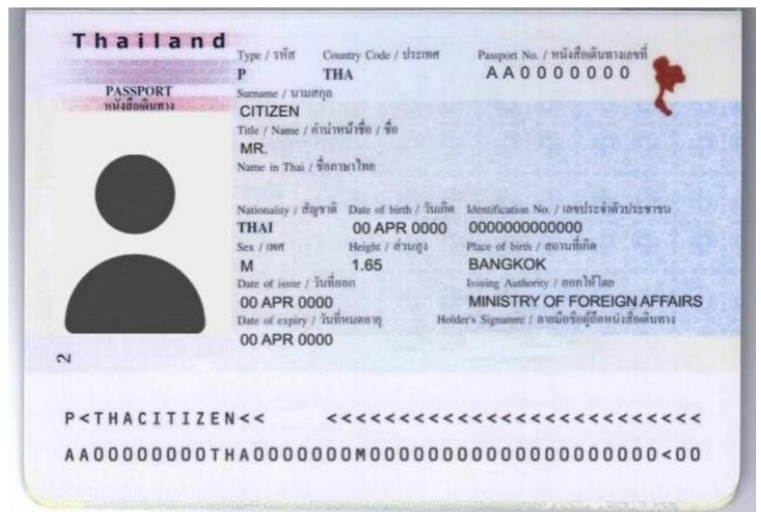 Thailand
Type / รหัส Country Code / ประเทศ Passport No. / หนังสือเดินทางเลขที่
P THA AA0000000
PASSPORT
หนังสือเดินทาง
Surname / นามสกุล
CITIZEN
Title / Name / คำนำหน้าชื่อ / ชื่อ
MR.
Name in Thai / ชื่อภาษาไทย
Nationality / สัญชาติ Date of birth / วันเกิด Identification No. / เลขประจำตัวประชาชน
THAI 00 APR 0000 0000000000000
Sex / เพศ Height / ส่วนสูง Place of birth / สถานที่เกิด
M 1.65 BANGKOK
Date of issue / วันที่ออก Issuing Authority / ออกให้โดย
00 APR 0000 MINISTRY OF FOREIGN AFFAIRS
Date of expiry / วันที่หมดอายุ Holder's Signature / ลายมือชื่อผู้ถือหนังสือเดินทาง
00 APR 0000
2
P<THACITIZEN<< <<<<<<<<<<<<<<<<<<<<<<<<<<
AA00000000THA0000000M00000000000000000000000<00